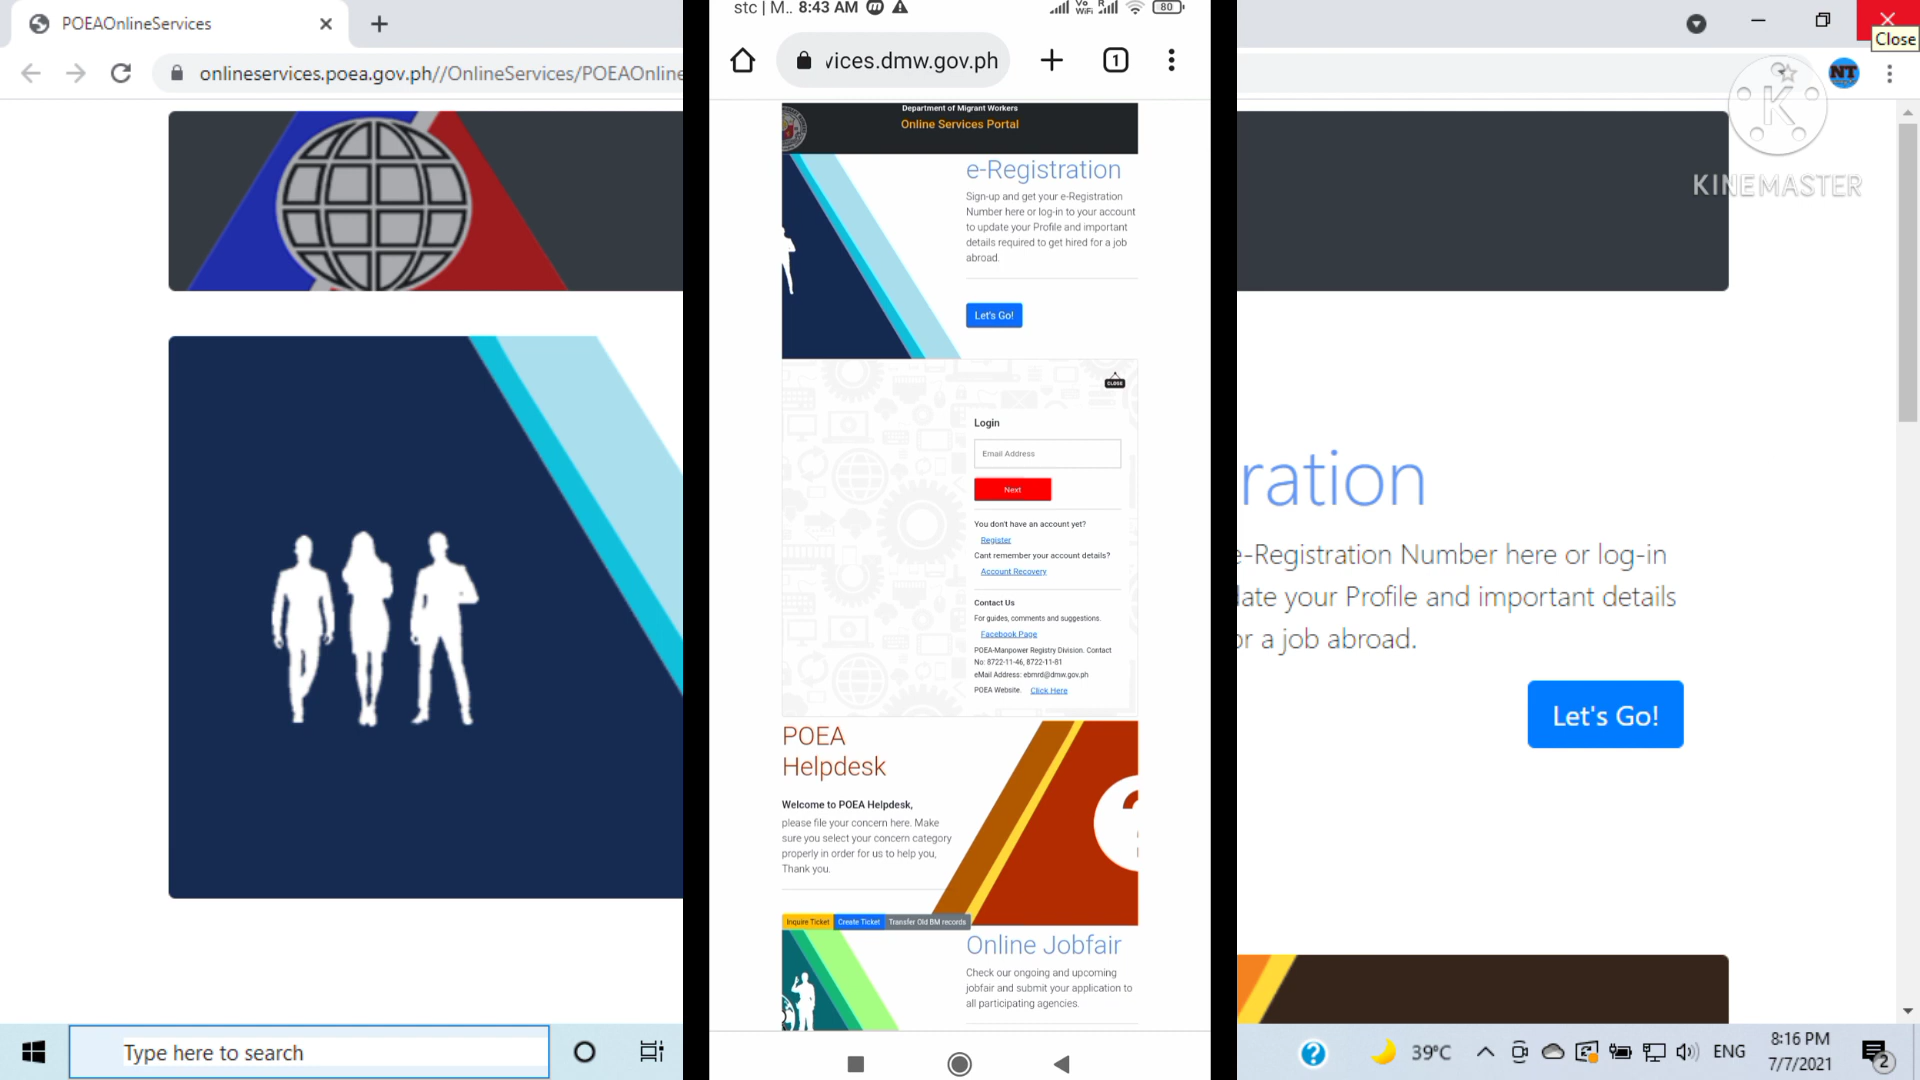 POEAOnlineServices
onlineservices.poea.gov.ph//OnlineServices/POEAOnline
stc | M.. 8:43 AM
Vo WiFi
R
80
vices.dmw.gov.ph
1
Department of Migrant Workers
Online Services Portal
e-Registration
Sign-up and get your e-Registration
Number here or log-in to your account
to update your Profile and important
details required to get hired for a job
abroad.
Let's Go!
CLOSE
Login
Email Address
Next
You don't have an account yet?
Register
Cant remember your account details?
Account Recovery
Contact Us
For guides, comments and suggestions.
Facebook Page
POEA-Manpower Registry Division. Contact
No: 8722-11-46, 8722-11-81
eMail Address: ebmrd@dmw.gov.ph
POEA Website. Click Here
POEA
Helpdesk
Welcome to POEA Helpdesk,
please file your concern here. Make
sure you select your concern category
properly in order for us to help you,
Thank you.
Inquire Ticket Create Ticket Transfer Old BM records
Online Jobfair
Check our ongoing and upcoming
jobfair and submit your application to
all participating agencies.
Close
NT
K
KINEMASTER
ration
e-Registration Number here or log-in
date your Profile and important details
or a job abroad.
Let's Go!
Type here to search
39°C
ENG
8:16 PM
7/7/2021
2